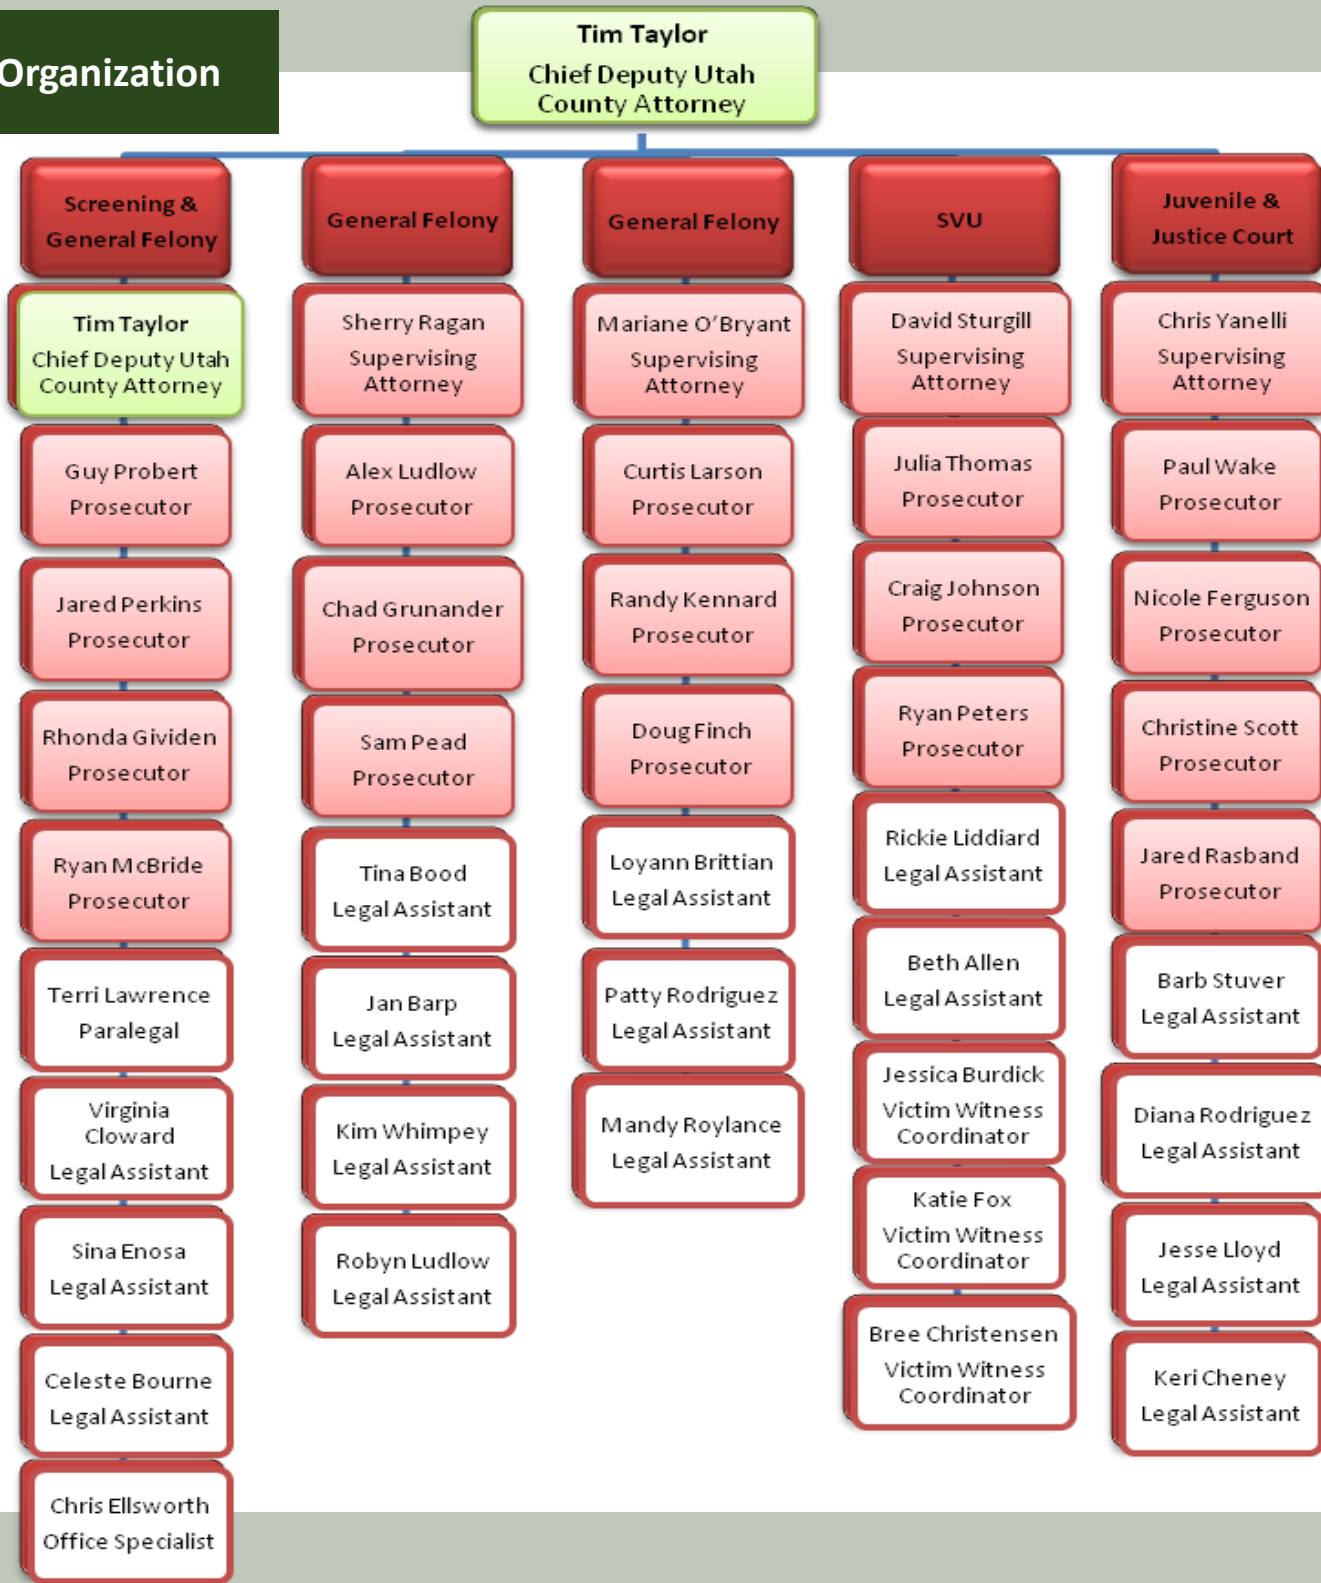 Organization
Tim Taylor
Chief Deputy Utah
County Attorney
Screening &
General Felony
Tim Taylor
Chief Deputy Utah
County Attorney
Guy Probert
Prosecutor
Jared Perkins
Prosecutor
Rhonda Gividen
Prosecutor
Ryan McBride
Prosecutor
Terri Lawrence
Paralegal
Virginia
Cloward
Legal Assistant
Sina Enosa
Legal Assistant
Celeste Bourne
Legal Assistant
Chris Ellsworth
Office Specialist
General Felony
Sherry Ragan
Supervising
Attorney
Alex Ludlow
Prosecutor
Chad Grunander
Prosecutor
Sam Pead
Prosecutor
Tina Bood
Legal Assistant
Jan Barp
Legal Assistant
Kim Whimpey
Legal Assistant
Robyn Ludlow
Legal Assistant
General Felony
Mariane O’Bryant
Supervising
Attorney
Curtis Larson
Prosecutor
Randy Kennard
Prosecutor
Doug Finch
Prosecutor
Loyann Brittian
Legal Assistant
Patty Rodriguez
Legal Assistant
Mandy Roylance
Legal Assistant
SVU
David Sturgill
Supervising
Attorney
Julia Thomas
Prosecutor
Craig Johnson
Prosecutor
Ryan Peters
Prosecutor
Rickie Liddiard
Legal Assistant
Beth Allen
Legal Assistant
Jessica Burdick
Victim Witness
Coordinator
Katie Fox
Victim Witness
Coordinator
Bree Christensen
Victim Witness
Coordinator
Juvenile &
Justice Court
Chris Yanelli
Supervising
Attorney
Paul Wake
Prosecutor
Nicole Ferguson
Prosecutor
Christine Scott
Prosecutor
Jared Rasband
Prosecutor
Barb Stuver
Legal Assistant
Diana Rodriguez
Legal Assistant
Jesse Lloyd
Legal Assistant
Keri Cheney
Legal Assistant